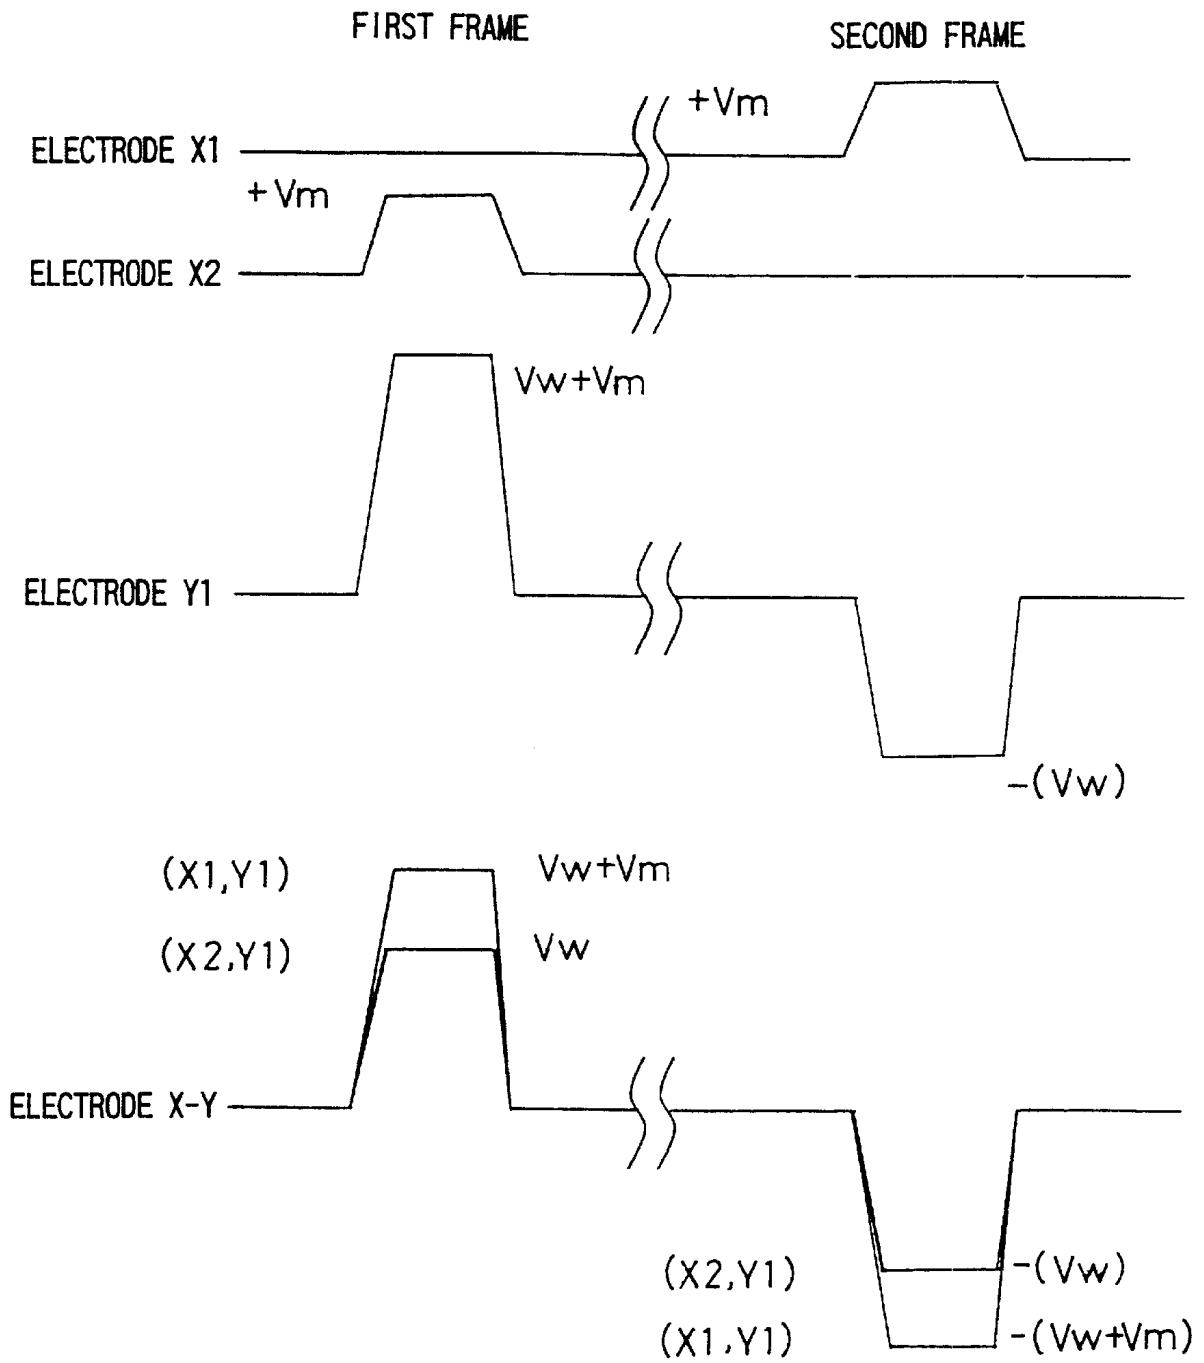 FIRST FRAME
SECOND FRAME
+Vm
ELECTRODE X1
+Vm
ELECTRODE X2
Vw+Vm
ELECTRODE Y1
-(Vw)
(X1,Y1)
Vw+Vm
(X2,Y1)
Vw
ELECTRODE X-Y
(X2,Y1)
-(Vw)
(X1,Y1)
-(Vw+Vm)